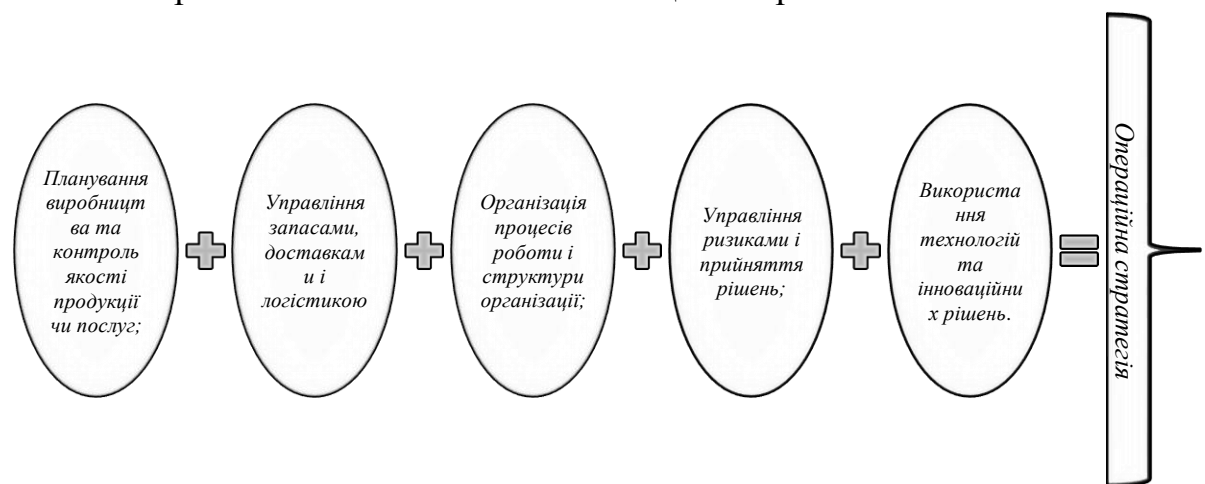 Планування
виробницт
ва та
контроль
якості
продукції
чи послуг;
Управління
запасами,
доставкам
и і
логістикою
Організація
процесів
роботи і
структури
організації;
Управління
ризиками і
прийняття
рішень;
Використа
ння
технологій
та
інноваційни
х рішень.
Операційна стратегія